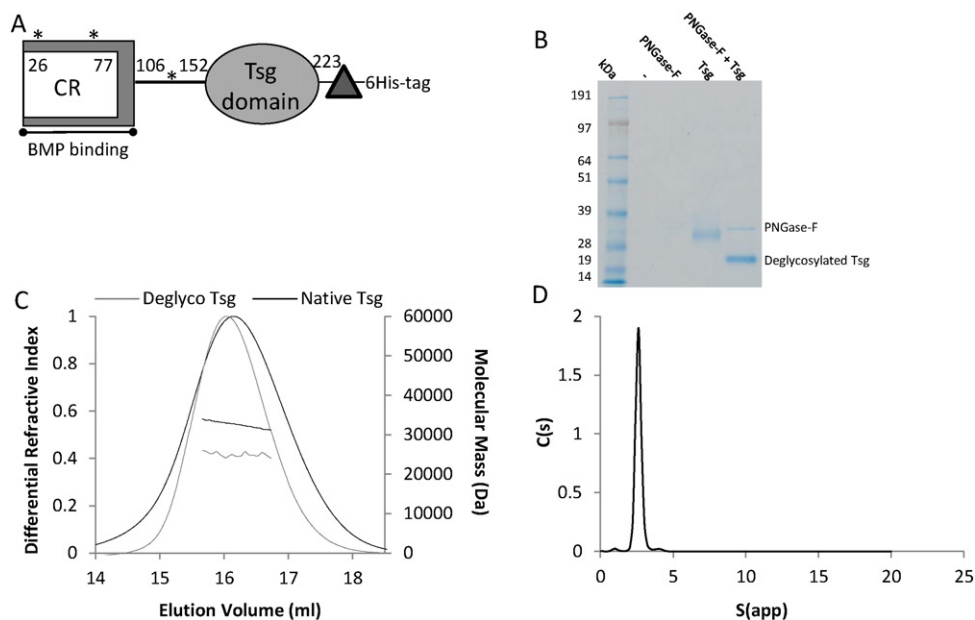 A
*
*
26
77
CR
106
*
152
Tsg
domain
223
6His-tag
BMP binding
B
kDa
-
PNGase-F
Tsg
PNGase-F + Tsg
191
97
64
51
39
28
19
14
PNGase-F
Deglycosylated Tsg
C
Deglyco Tsg
Native Tsg
Differential Refractive Index
1
0.8
0.6
0.4
0.2
0
60000
50000
40000
30000
20000
10000
0
Molecular Mass (Da)
14
15
16
17
18
Elution Volume (ml)
D
C(s)
2
1.5
1
0.5
0
0
5
10
15
20
25
S(app)